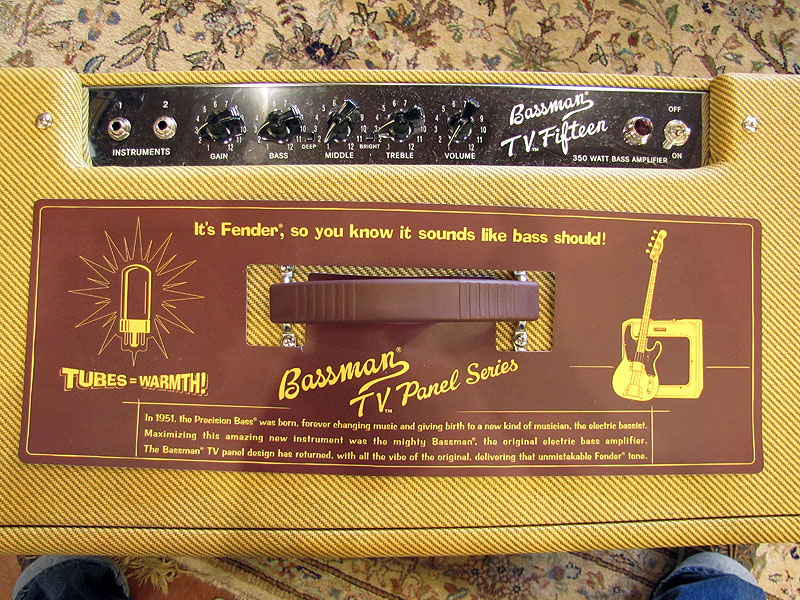 1 2
INSTRUMENTS
GAIN
BASS
DEEP
MIDDLE
BRIGHT
TREBLE
VOLUME
Bassman®
TV™ Fifteen
350 WATT BASS AMPLIFIER
OFF
ON
It's Fender®, so you know it sounds like bass should!
TUBES = WARMTH!
Bassman®
TV™ Panel Series
In 1951, the Precision Bass® was born, forever changing music and giving birth to a new kind of musician, the electric bassist.
Maximizing this amazing new instrument was the mighty Bassman®, the original electric bass amplifier.
The Bassman® TV panel design has returned, with all the vibe of the original, delivering that unmistakable Fender® tone.